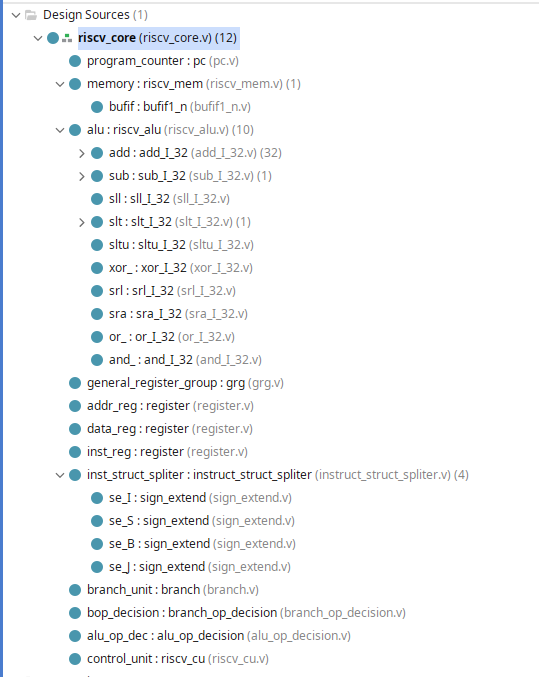 Design Sources (1)
riscv_core (riscv_core.v) (12)
program_counter : pc (pc.v)
memory : riscv_mem (riscv_mem.v) (1)
bufif : bufif1_n (bufif1_n.v)
alu : riscv_alu (riscv_alu.v) (10)
add : add_I_32 (add_I_32.v) (32)
sub : sub_I_32 (sub_I_32.v) (1)
sll : sll_I_32 (sll_I_32.v)
slt : slt_I_32 (slt_I_32.v) (1)
sltu : sltu_I_32 (sltu_I_32.v)
xor_ : xor_I_32 (xor_I_32.v)
srl : srl_I_32 (srl_I_32.v)
sra : sra_I_32 (sra_I_32.v)
or_ : or_I_32 (or_I_32.v)
and_ : and_I_32 (and_I_32.v)
general_register_group : grg (grg.v)
addr_reg : register (register.v)
data_reg : register (register.v)
inst_reg : register (register.v)
inst_struct_spliter : instruct_struct_spliter (instruct_struct_spliter.v) (4)
se_I : sign_extend (sign_extend.v)
se_S : sign_extend (sign_extend.v)
se_B : sign_extend (sign_extend.v)
se_J : sign_extend (sign_extend.v)
branch_unit : branch (branch.v)
bop_decision : branch_op_decision (branch_op_decision.v)
alu_op_dec : alu_op_decision (alu_op_decision.v)
control_unit : riscv_cu (riscv_cu.v)